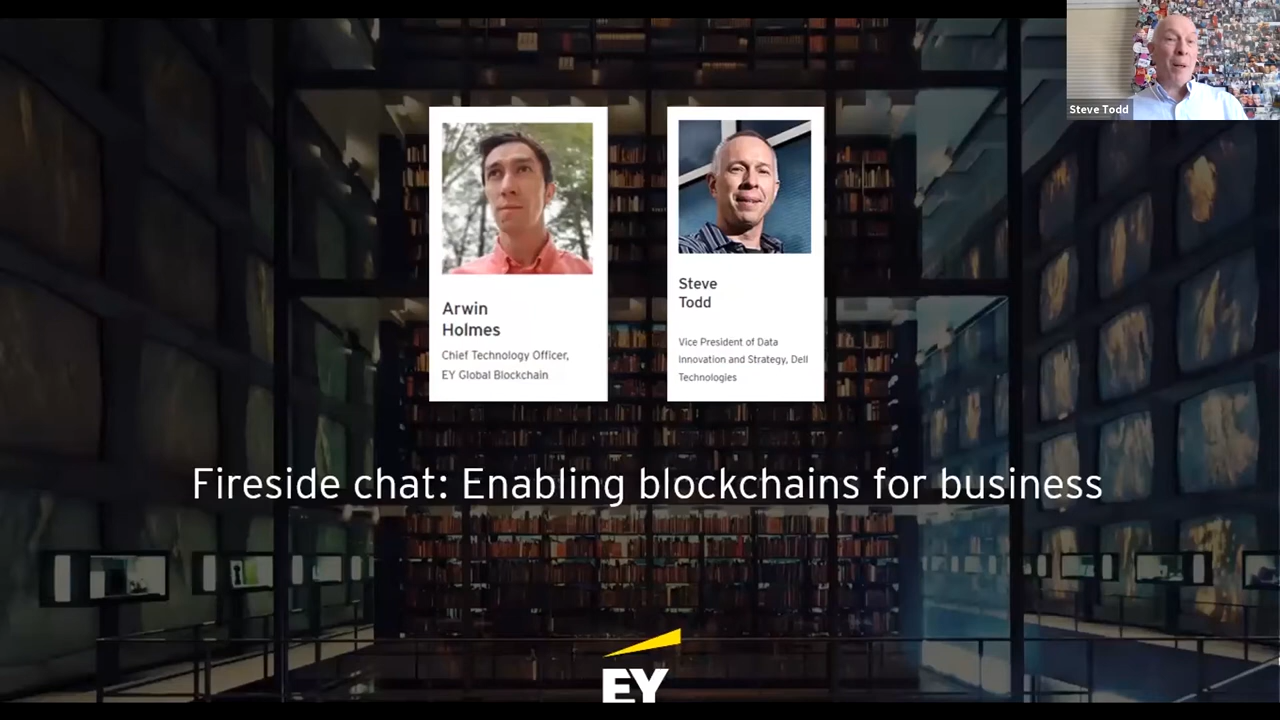 Steve Todd
Arwin
Holmes
Chief Technology Officer,
EY Global Blockchain
Steve
Todd
Vice President of Data
Innovation and Strategy, Dell
Technologies
Fireside chat: Enabling blockchains for business
EY